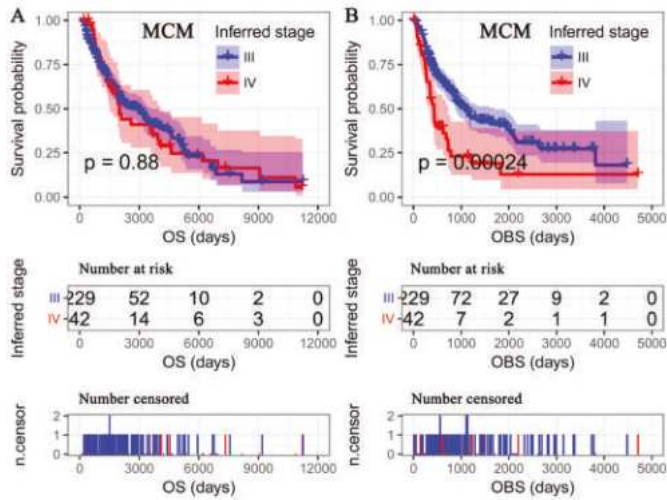 A
MCM
Inferred stage
III
IV
Survival probability
1.00
0.75
0.50
0.25
0.00
p = 0.88
0 3000 6000 9000 12000
OS (days)
Number at risk
Inferred stage
III 229 52 10 2 0
IV 42 14 6 3 0
0 3000 6000 9000 12000
OS (days)
Number censored
n.censor
2
1
0
0 3000 6000 9000 12000
OS (days)
B
MCM
Inferred stage
III
IV
Survival probability
1.00
0.75
0.50
0.25
0.00
p = 0.00024
0 1000 2000 3000 4000 5000
OBS (days)
Number at risk
Inferred stage
III 229 72 27 9 2 0
IV 42 7 2 1 1 0
0 1000 2000 3000 4000 5000
OBS (days)
Number censored
n.censor
2
1
0
0 1000 2000 3000 4000 5000
OBS (days)